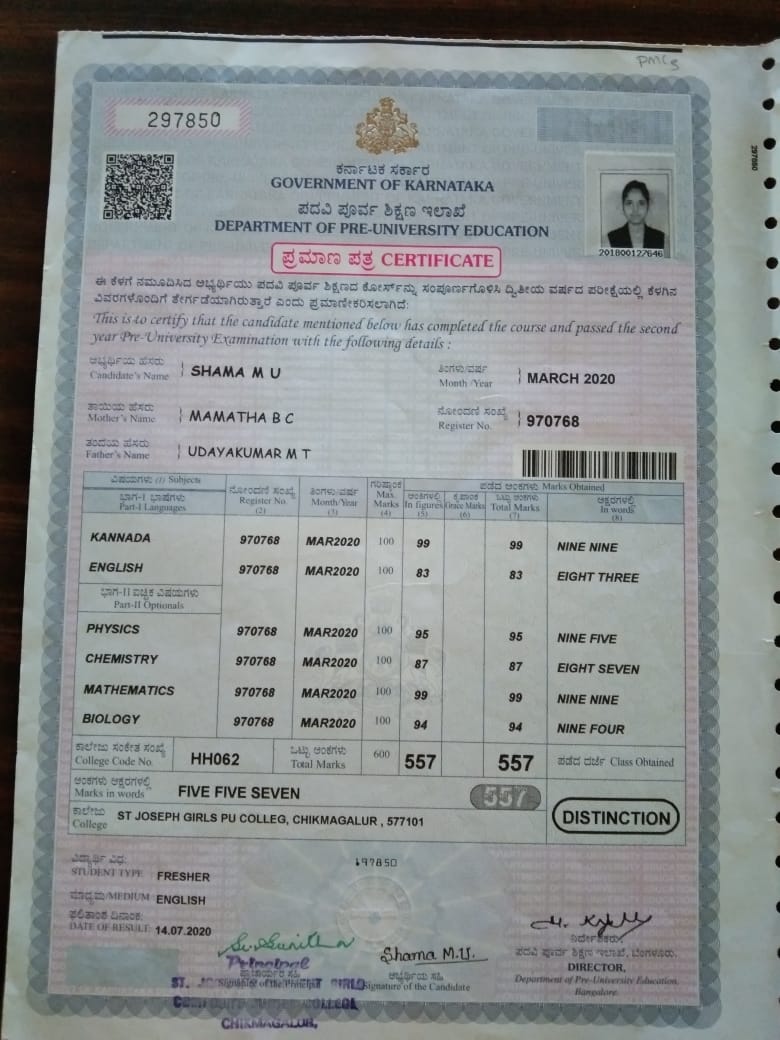 PMCs
297850
297850
ಕರ್ನಾಟಕ ಸರ್ಕಾರ
GOVERNMENT OF KARNATAKA
ಪದವಿ ಪೂರ್ವ ಶಿಕ್ಷಣ ಇಲಾಖೆ
DEPARTMENT OF PRE-UNIVERSITY EDUCATION
201800127646
ಪ್ರಮಾಣ ಪತ್ರ CERTIFICATE
ಈ ಕೆಳಗೆ ನಮೂದಿಸಿದ ಅಭ್ಯರ್ಥಿಯು ಪದವಿ ಪೂರ್ವ ಶಿಕ್ಷಣದ ಕೋರ್ಸ್‌ನ್ನು ಸಂಪೂರ್ಣಗೊಳಿಸಿ ದ್ವಿತೀಯ ವರ್ಷದ ಪರೀಕ್ಷೆಯಲ್ಲಿ ಕೆಳಗಿನ
ವಿವರಗಳೊಂದಿಗೆ ತೇರ್ಗಡೆಯಾಗಿರುತ್ತಾರೆ ಎಂದು ಪ್ರಮಾಣೀಕರಿಸಲಾಗಿದೆ:
This is to certify that the candidate mentioned below has completed the course and passed the second
year Pre-University Examination with the following details :
ಅಭ್ಯರ್ಥಿಯ ಹೆಸರು ತಿಂಗಳು/ವರ್ಷ
Candidate's Name SHAMA M U Month /Year MARCH 2020
ತಾಯಿಯ ಹೆಸರು ನೋಂದಣಿ ಸಂಖ್ಯೆ
Mother's Name MAMATHA B C Register No. 970768
ತಂದೆಯ ಹೆಸರು
Father's Name UDAYAKUMAR M T
ವಿಷಯಗಳು (1) Subjects ನೋಂದಣಿ ಸಂಖ್ಯೆ ತಿಂಗಳು/ವರ್ಷ ಗರಿಷ್ಠಾಂಕ ಪಡೆದ ಅಂಕಗಳು Marks Obtained
ಭಾಗ-I ಭಾಷೆಗಳು Register No. Month/Year Max. Marks ಅಂಕಿಗಳಲ್ಲಿ ಕೃಪಾಂಕ ಒಟ್ಟು ಅಂಕಗಳು ಅಕ್ಷರಗಳಲ್ಲಿ
Part-I Languages (2) (3) (4) In figures (5) Grace Marks (6) Total Marks (7) In words (8)
KANNADA 970768 MAR2020 100 99 99 NINE NINE
ENGLISH 970768 MAR2020 100 83 83 EIGHT THREE
ಭಾಗ-II ಐಚ್ಛಿಕ ವಿಷಯಗಳು
Part-II Optionals
PHYSICS 970768 MAR2020 100 95 95 NINE FIVE
CHEMISTRY 970768 MAR2020 100 87 87 EIGHT SEVEN
MATHEMATICS 970768 MAR2020 100 99 99 NINE NINE
BIOLOGY 970768 MAR2020 100 94 94 NINE FOUR
ಕಾಲೇಜು ಸಂಕೇತ ಸಂಖ್ಯೆ ಒಟ್ಟು ಅಂಕಗಳು
College Code No. HH062 Total Marks 600 557 557 ಪಡೆದ ದರ್ಜೆ Class Obtained
ಅಂಕಗಳು ಅಕ್ಷರಗಳಲ್ಲಿ
Marks in words FIVE FIVE SEVEN 557
ಕಾಲೇಜು
College ST JOSEPH GIRLS PU COLLEG, CHIKMAGALUR , 577101 DISTINCTION
ವಿದ್ಯಾರ್ಥಿ ವಿಧ:
STUDENT TYPE FRESHER
297850
ಮಾಧ್ಯಮ/MEDIUM ENGLISH
ಫಲಿತಾಂಶ ದಿನಾಂಕ:
DATE OF RESULT 14.07.2020
Shama M.U.
Principal
ಪ್ರಾಚಾರ್ಯರ ಸಹಿ
Signature of the Principal
ಅಭ್ಯರ್ಥಿಯ ಸಹಿ
Signature of the Candidate
ನಿರ್ದೇಶಕರು,
ಪದವಿ ಪೂರ್ವ ಶಿಕ್ಷಣ ಇಲಾಖೆ, ಬೆಂಗಳೂರು.
DIRECTOR,
Department of Pre-University Education,
Bangalore.
GIRLS
COLLEGE
CHIKMAGALUR,